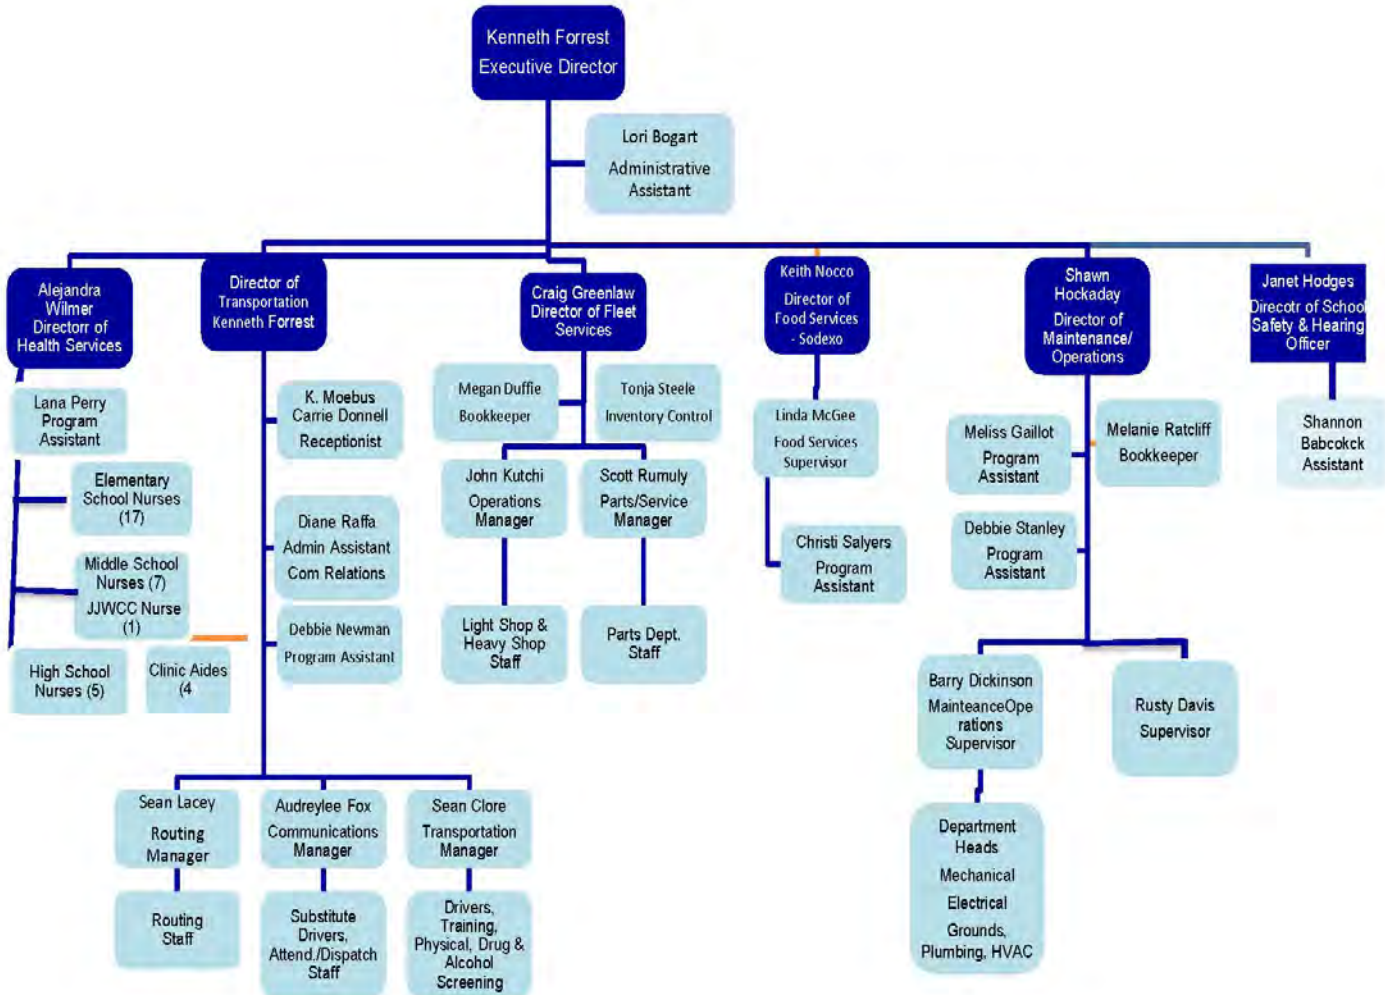 Kenneth Forrest
Executive Director
Lori Bogart
Administrative
Assistant
Alejandra
Wilmer
Directorr of
Health Services
Director of
Transportation
Kenneth Forrest
Craig Greenlaw
Director of Fleet
Services
Keith Nocco
Director of
Food Services
- Sodexo
Shawn
Hockaday
Director of
Maintenance/
Operations
Janet Hodges
Direcotr of School
Safety & Hearing
Officer
Lana Perry
Program
Assistant
Elementary
School Nurses
(17)
Middle School
Nurses (7)
JJWCC Nurse
(1)
High School
Nurses (5)
Clinic Aides
(4
K. Moebus
Carrie Donnell
Receptionist
Diane Raffa
Admin Assistant
Com Relations
Debbie Newman
Program Assistant
Sean Lacey
Routing
Manager
Routing
Staff
Audreylee Fox
Communications
Manager
Substitute
Drivers,
Attend./Dispatch
Staff
Sean Clore
Transportation
Manager
Drivers,
Training,
Physical, Drug &
Alcohol
Screening
Megan Duffie
Bookkeeper
Tonja Steele
Inventory Control
John Kutchi
Operations
Manager
Scott Rumuly
Parts/Service
Manager
Light Shop &
Heavy Shop
Staff
Parts Dept.
Staff
Linda McGee
Food Services
Supervisor
Christi Salyers
Program
Assistant
Meliss Gaillot
Program
Assistant
Melanie Ratcliff
Bookkeeper
Debbie Stanley
Program
Assistant
Barry Dickinson
MainteanceOpe
rations
Supervisor
Rusty Davis
Supervisor
Department
Heads
Mechanical
Electrical
Grounds,
Plumbing, HVAC
Shannon
Babcokck
Assistant